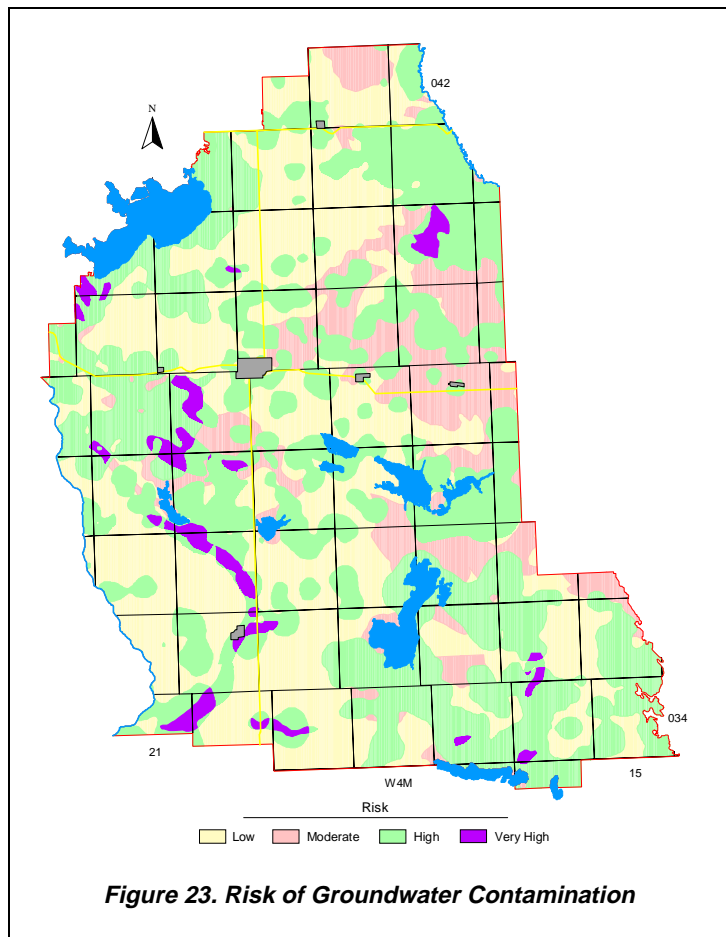 N
042
034
21
15
W4M
Risk
Low Moderate High Very High
Figure 23. Risk of Groundwater Contamination